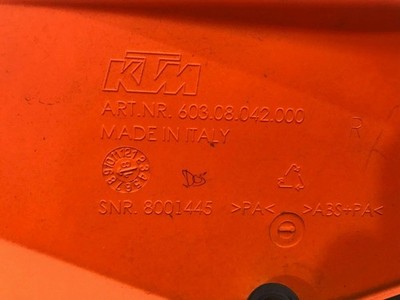 KTM
ART.NR. 603.08.042.000
R
MADE IN ITALY
SNR. 8001445 >PA< >ABS+PA<